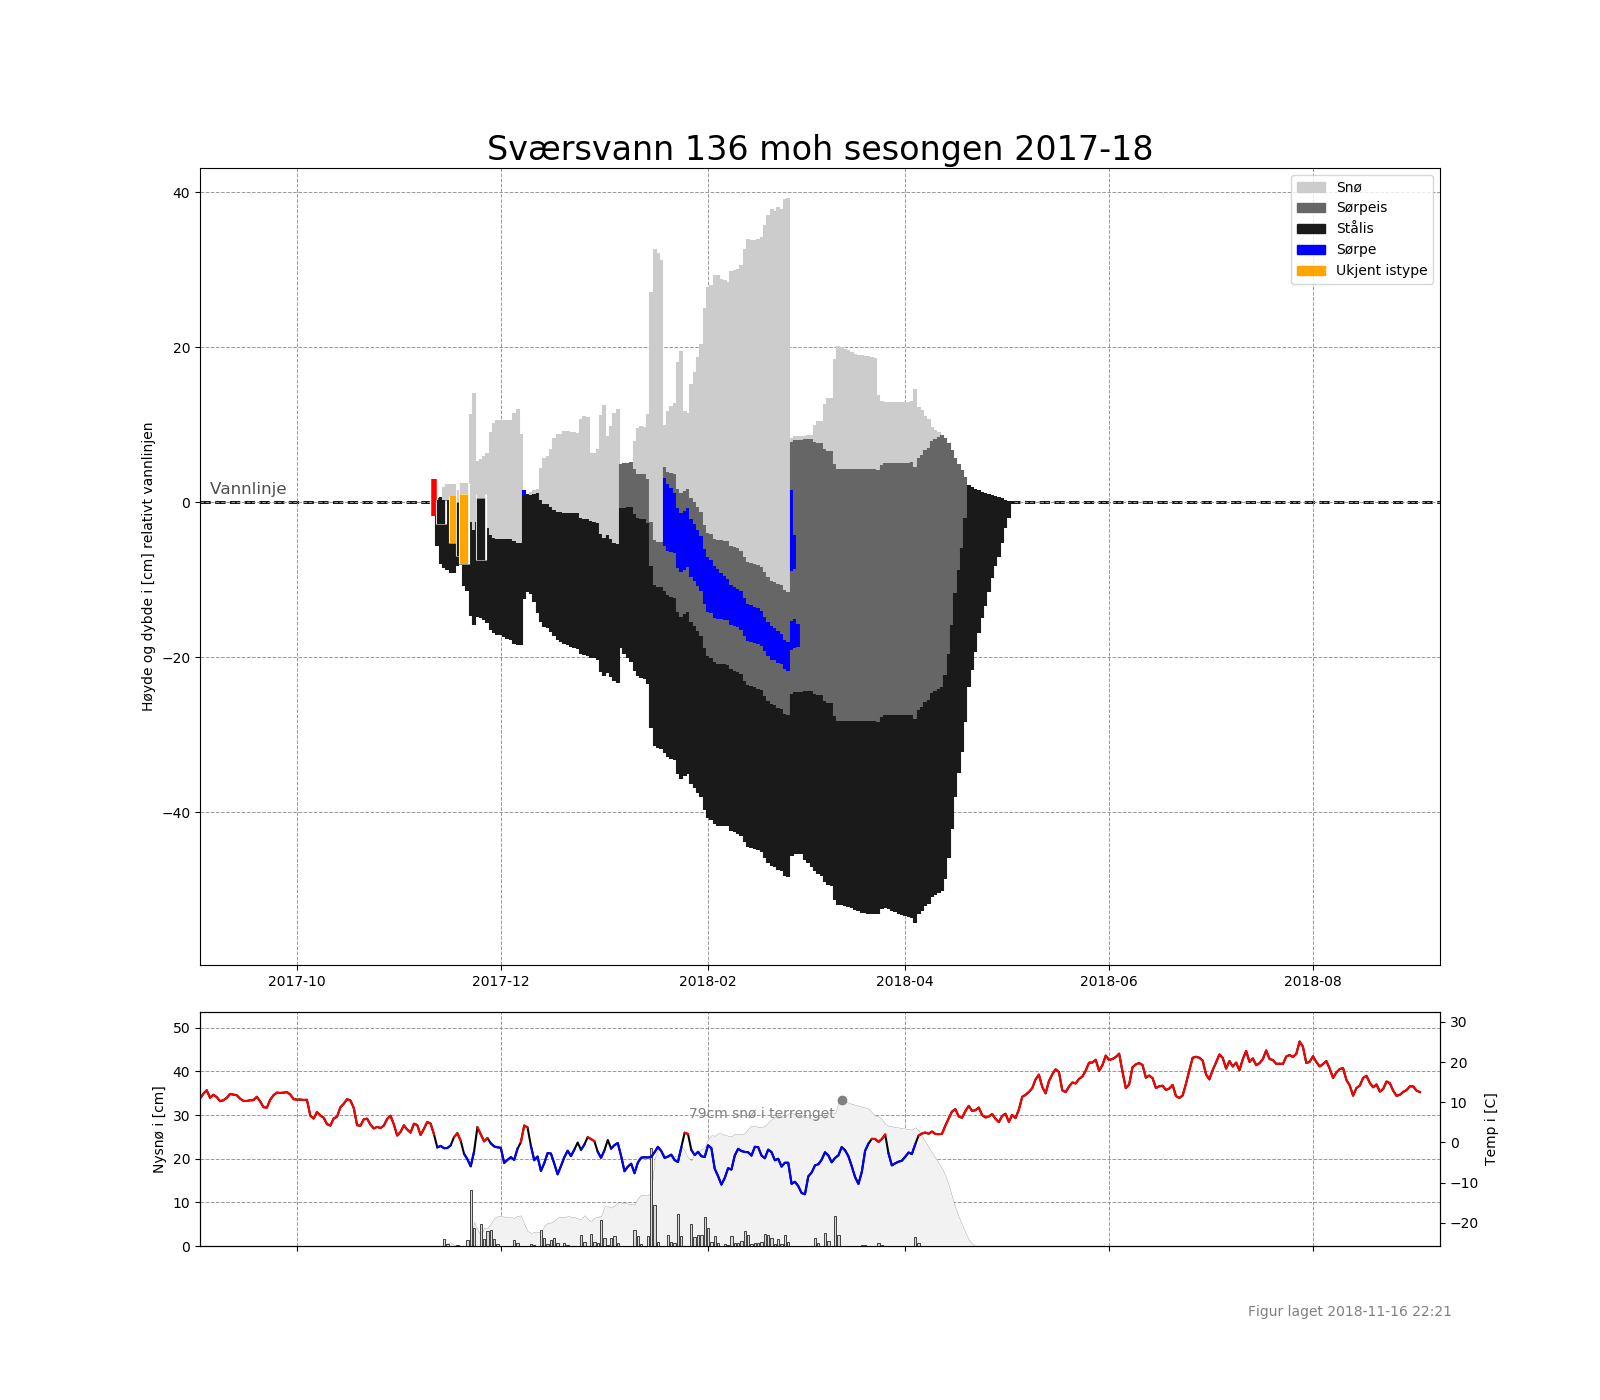 Sværsvann 136 moh sesongen 2017-18
Høyde og dybde i [cm] relativt vannlinjen
40
20
0
−20
−40
Vannlinje
Snø
Sørpeis
Stålis
Sørpe
Ukjent istype
2017-10
2017-12
2018-02
2018-04
2018-06
2018-08
Nysnø i [cm]
50
40
30
20
10
0
79cm snø i terrenget
30
20
10
0
−10
−20
Temp i [C]
Figur laget 2018-11-16 22:21